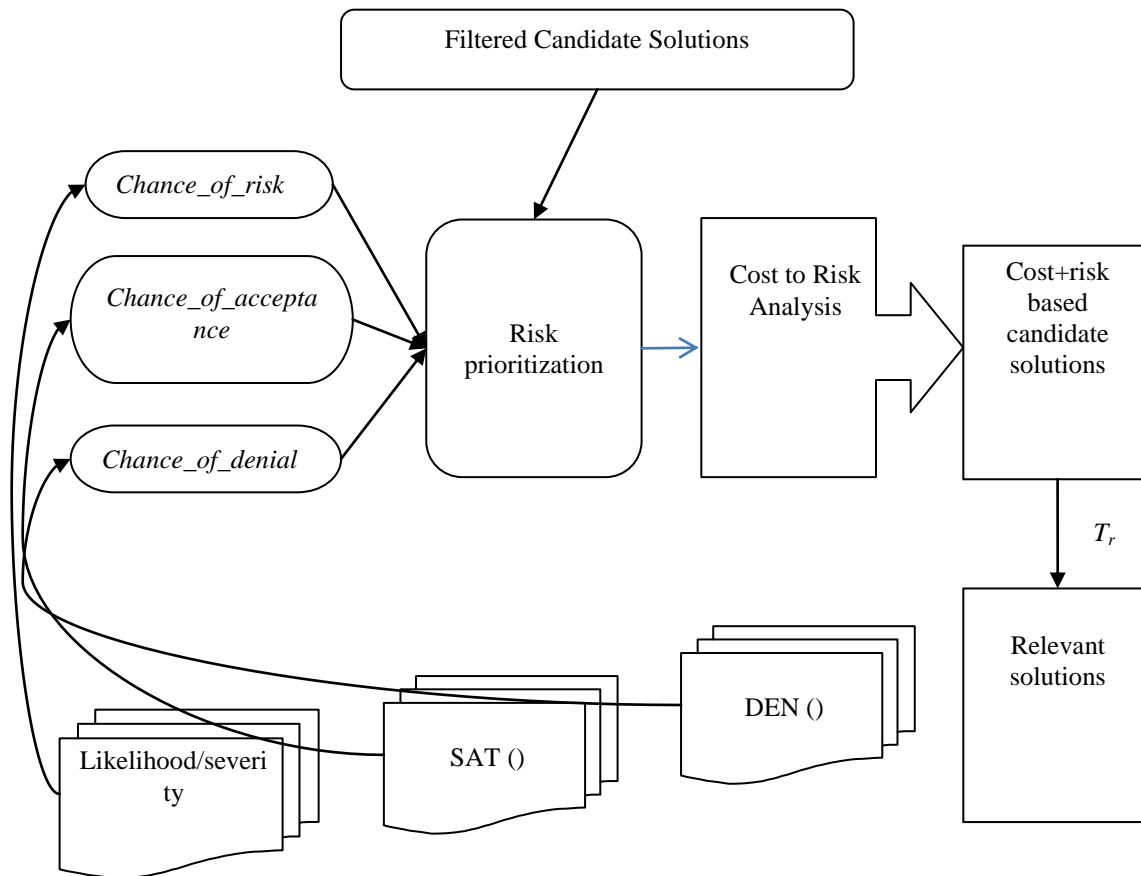 Filtered Candidate Solutions
Chance_of_risk
Chance_of_accepta
nce
Chance_of_denial
Risk
prioritization
Cost to Risk
Analysis
Cost+risk
based
candidate
solutions
T_r
Relevant
solutions
DEN ()
SAT ()
Likelihood/severi
ty